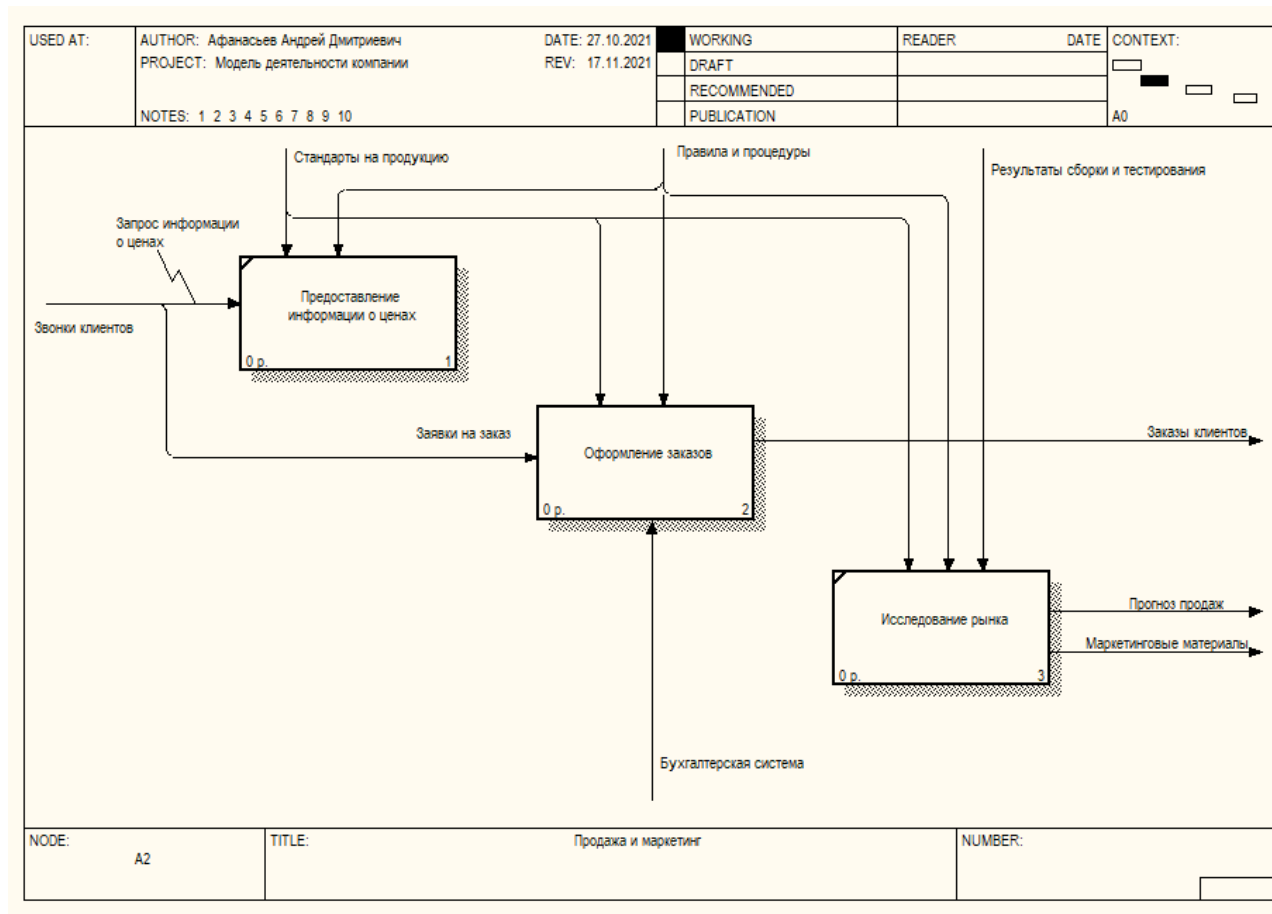 USED AT:
AUTHOR: Афанасьев Андрей Дмитриевич
DATE: 27.10.2021
WORKING
READER
DATE
CONTEXT:
PROJECT: Модель деятельности компании
REV: 17.11.2021
DRAFT
RECOMMENDED
NOTES: 1 2 3 4 5 6 7 8 9 10
PUBLICATION
A0
Стандарты на продукцию
Правила и процедуры
Результаты сборки и тестирования
Запрос информации
о ценах
Звонки клиентов
Предоставление
информации о ценах
0 р.
1
Заявки на заказ
Оформление заказов
0 р.
2
Заказы клиентов
Исследование рынка
0 р.
3
Прогноз продаж
Маркетинговые материалы
Бухгалтерская система
NODE:
A2
TITLE:
Продажа и маркетинг
NUMBER: